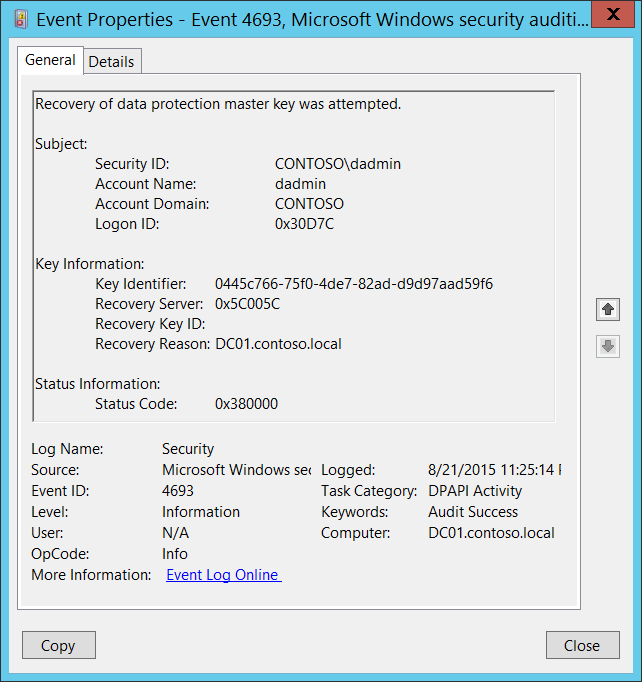 Event Properties - Event 4693, Microsoft Windows security auditi...
X
General
Details
Recovery of data protection master key was attempted.
Subject:
Security ID: CONTOSO\dadmin
Account Name: dadmin
Account Domain: CONTOSO
Logon ID: 0x30D7C
Key Information:
Key Identifier: 0445c766-75f0-4de7-82ad-d9d97aad59f6
Recovery Server: 0x5C005C
Recovery Key ID:
Recovery Reason: DC01.contoso.local
Status Information:
Status Code: 0x380000
Log Name: Security
Source: Microsoft Windows sec Logged: 8/21/2015 11:25:14
Event ID: 4693 Task Category: DPAPI Activity
Level: Information Keywords: Audit Success
User: N/A Computer: DC01.contoso.local
OpCode: Info
More Information: Event Log Online
Copy
Close